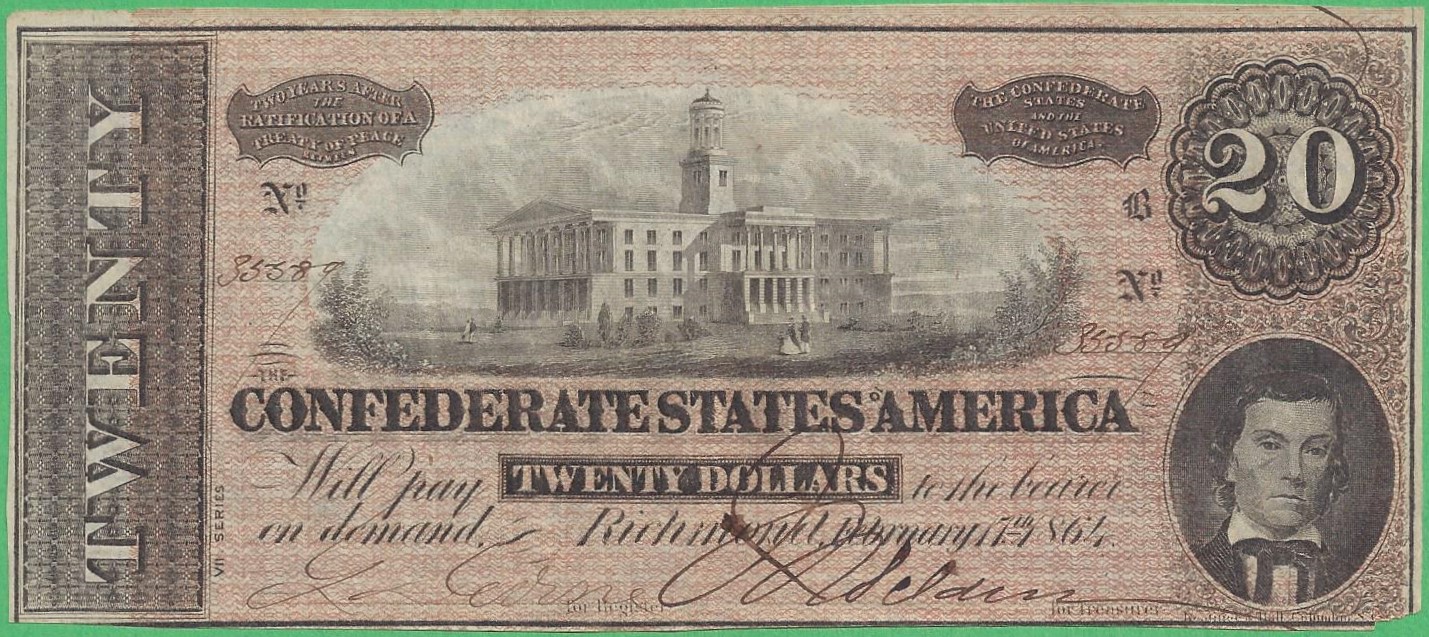 TWENTY
TWO YEARS AFTER
THE
RATIFICATION OF A
TREATY OF PEACE
BETWEEN
THE CONFEDERATE
STATES
AND THE
UNITED STATES
OF AMERICA.
20
Nº
B
35589
Nº
35589
THE
CONFEDERATE STATES OF AMERICA
Will pay TWENTY DOLLARS to the bearer
on demand. Richmond, February 17th 1864.
VII SERIES
for Register
for Treasurer